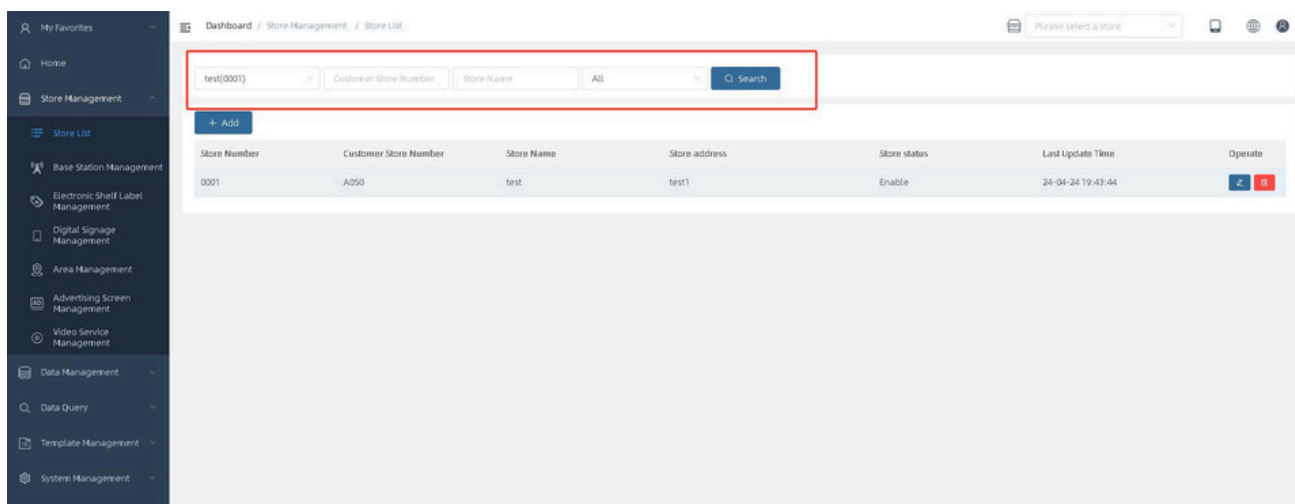 My Favorites
Dashboard / Store Management / Store List
Please select a store
Home
test(0001)
Customer Store Number
Store Name
All
Search
Store Management
+ Add
Store List
Store Number
Customer Store Number
Store Name
Store address
Store status
Last Update Time
Operate
Base Station Management
0001
A050
test
test1
Enable
24-04-24 19:43:44
Electronic Shelf Label
Management
Digital Signage
Management
Area Management
AD
Advertising Screen
Management
Video Service
Management
Data Management
Data Query
Template Management
System Management